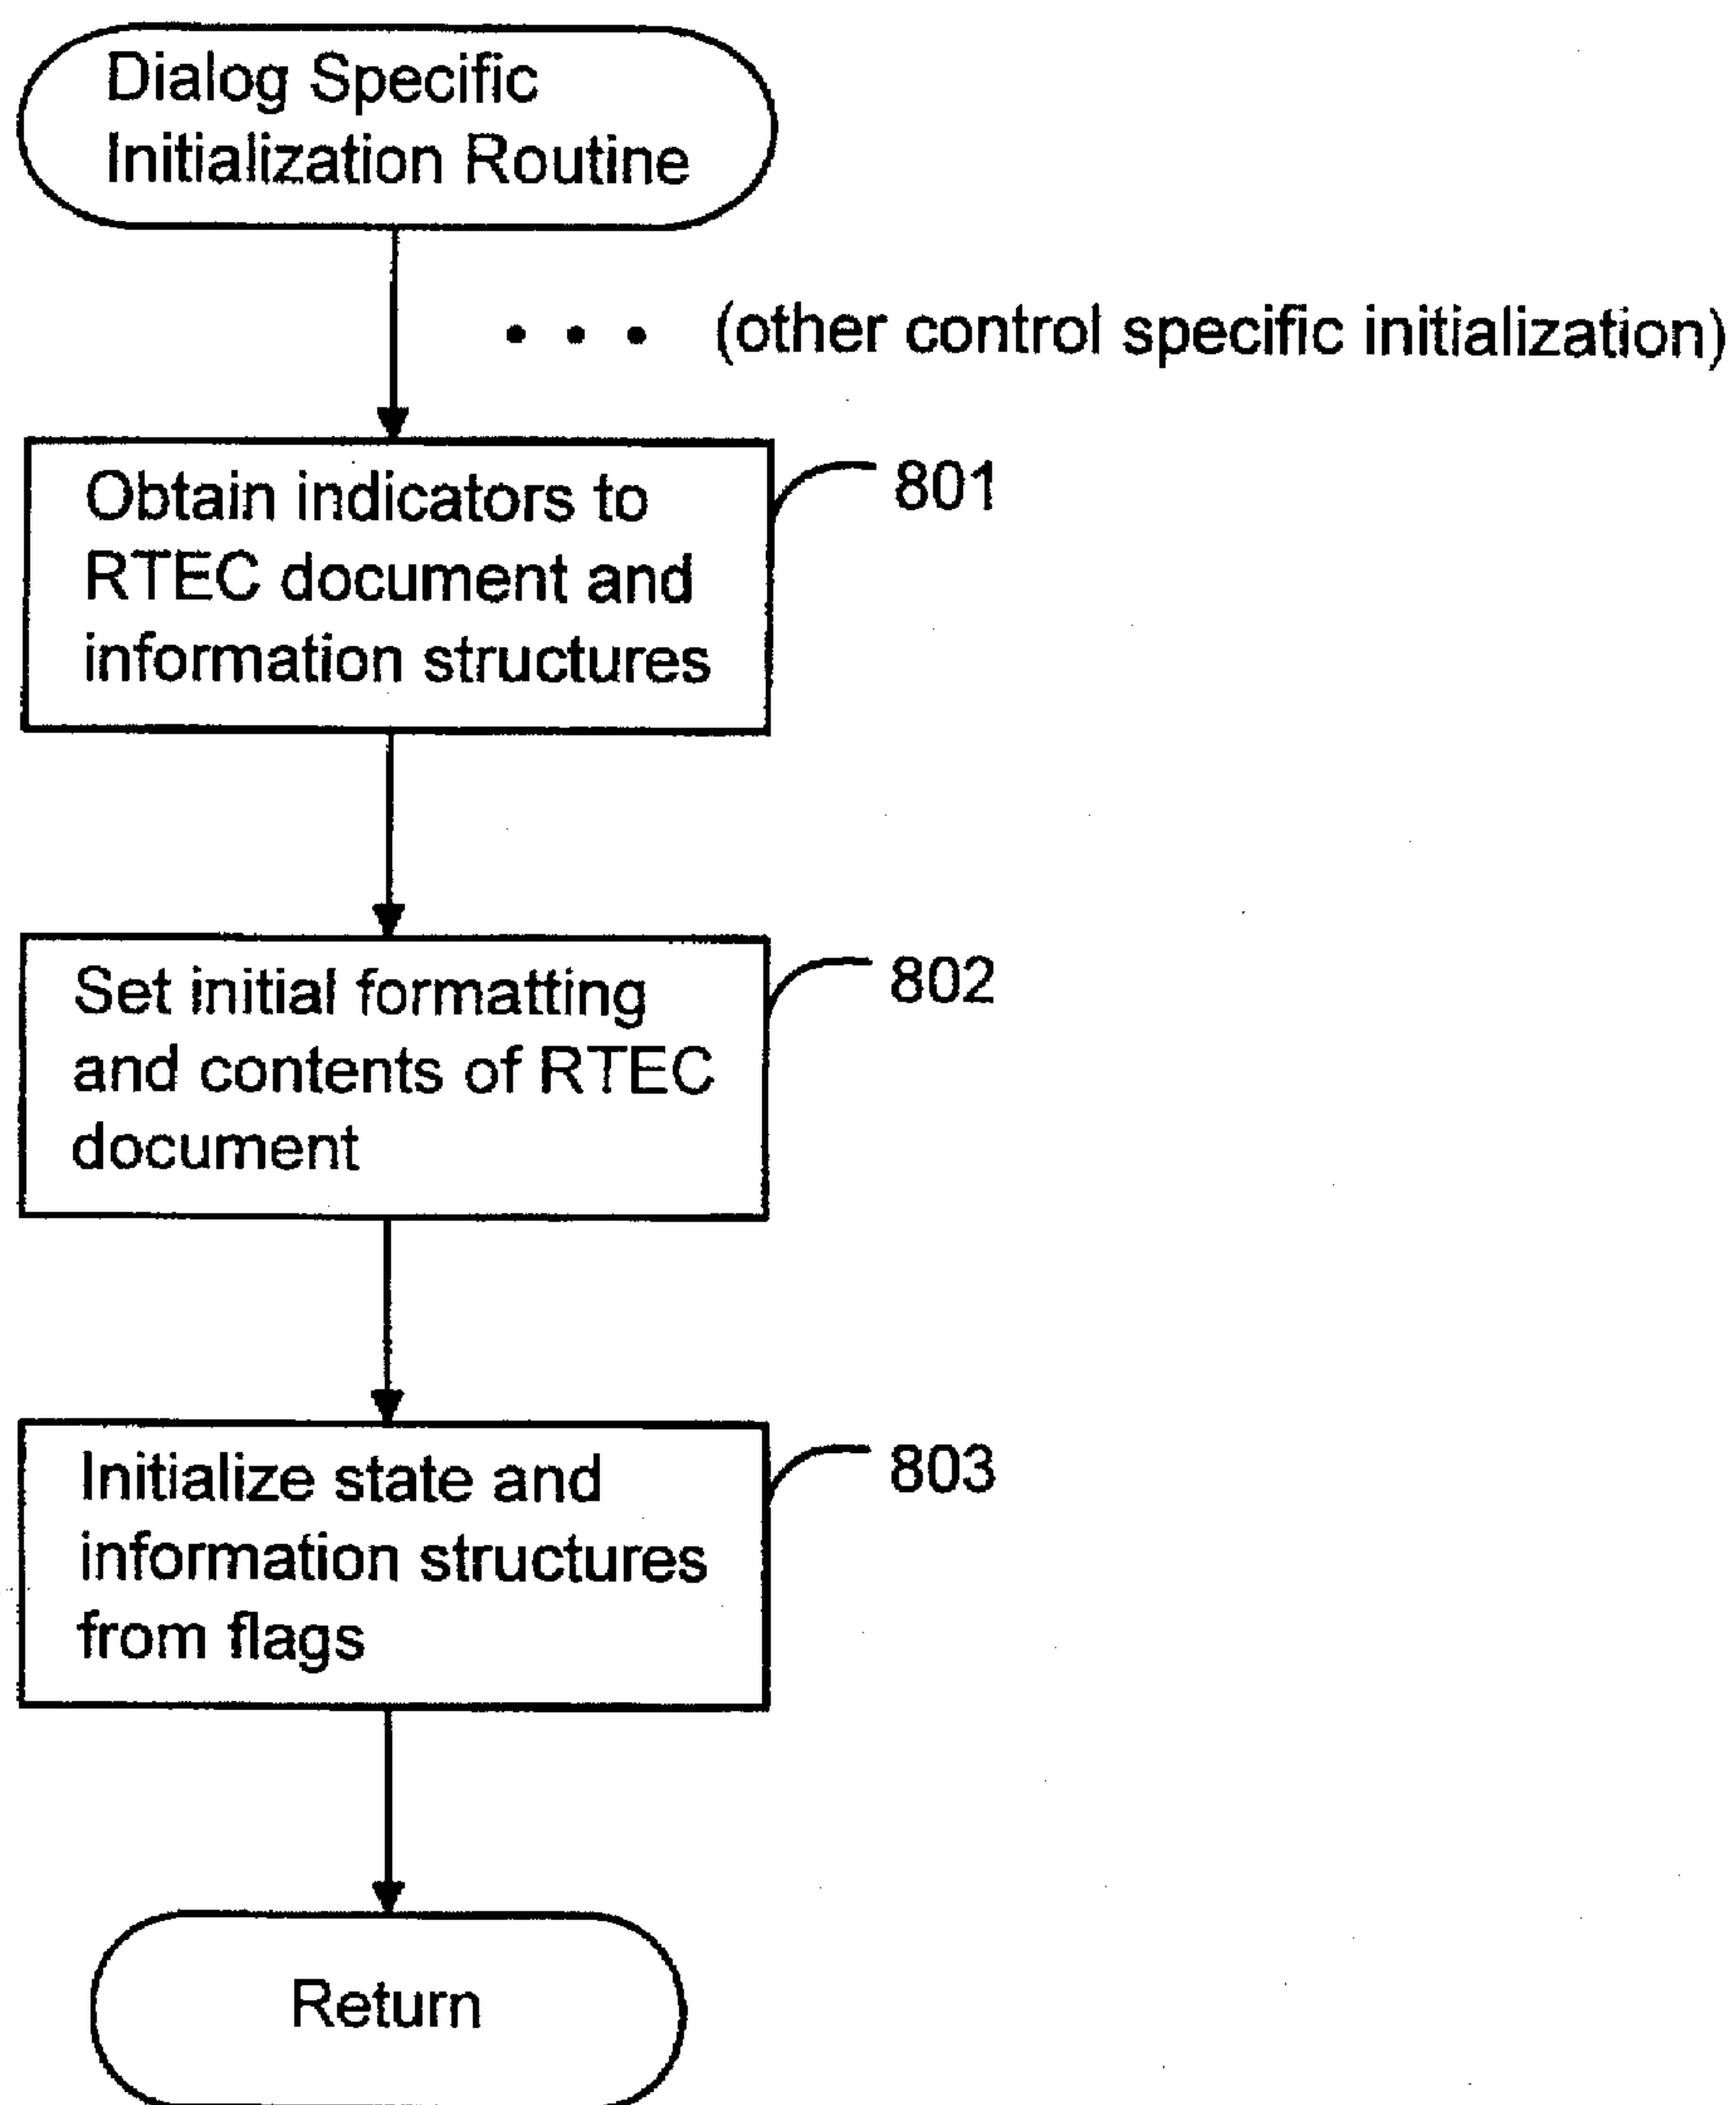 Dialog Specific
Initialization Routine
• • • (other control specific initialization)
Obtain indicators to
RTEC document and
information structures
801
Set initial formatting
and contents of RTEC
document
802
Initialize state and
information structures
from flags
803
Return